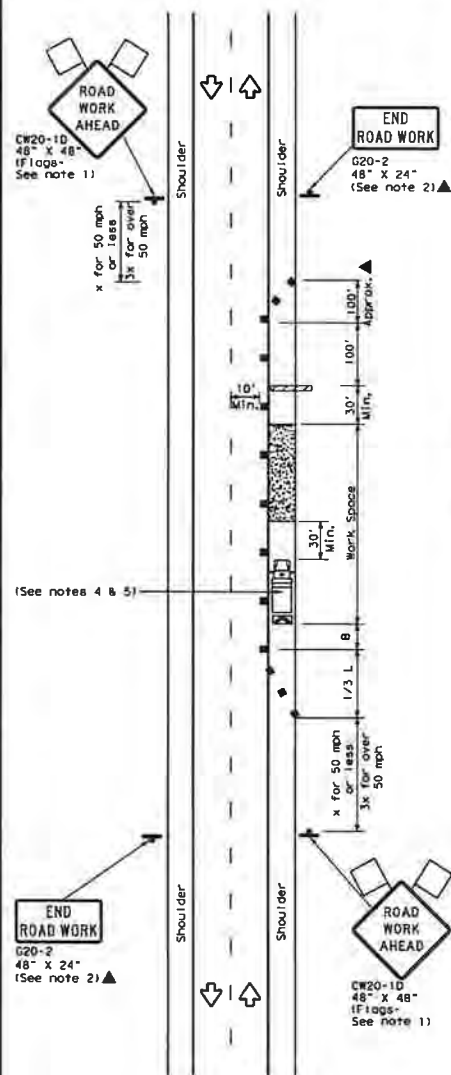 ROAD
WORK
AHEAD
CW20-1D
48" X 48"
(Flags-
See note 1)
x for 50 mph
or less
3x for over
50 mph
Shoulder
Shoulder
END
ROAD WORK
G20-2
48" X 24"
(See note 2)▲
100'
Approx.
100'
30'
Min.
10'
Min.
Work Space
30'
Min.
(See notes 4 & 5)
B
1/3 L
x for 50 mph
or less
3x for over
50 mph
END
ROAD WORK
G20-2
48" X 24"
(See note 2)▲
Shoulder
Shoulder
ROAD
WORK
AHEAD
CW20-1D
48" X 48"
(Flags-
See note 1)